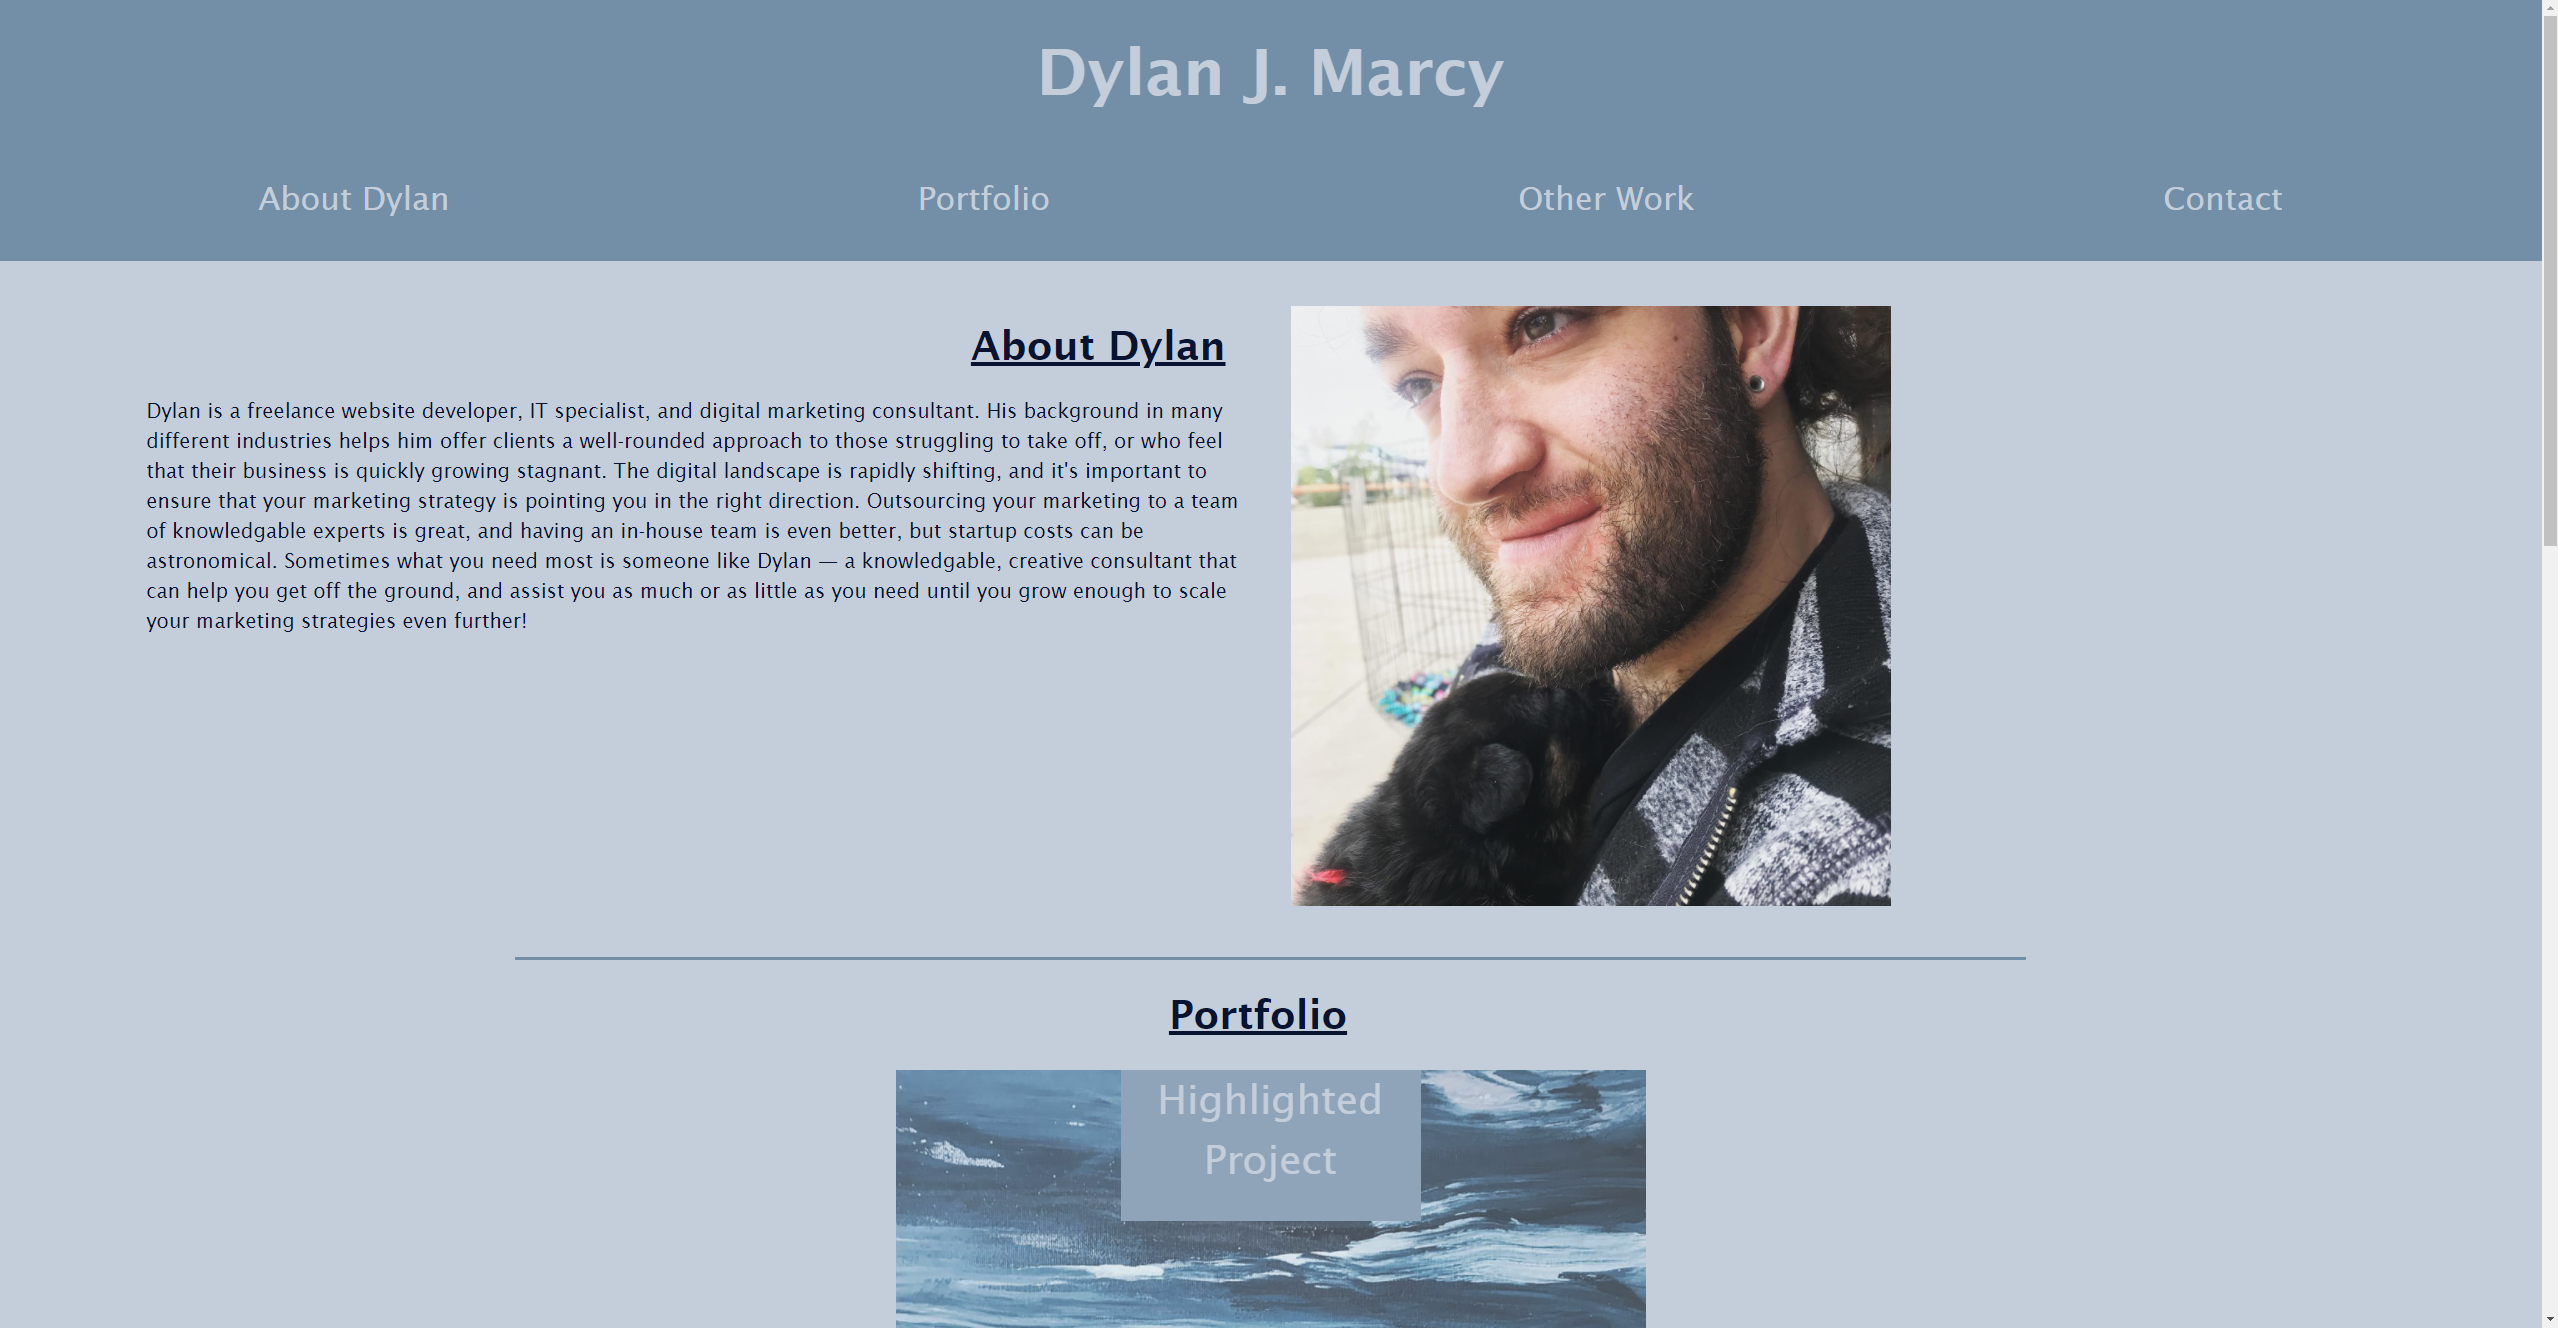 Dylan J. Marcy
About Dylan
Portfolio
Other Work
Contact
About Dylan
Dylan is a freelance website developer, IT specialist, and digital marketing consultant. His background in many
different industries helps him offer clients a well-rounded approach to those struggling to take off, or who feel
that their business is quickly growing stagnant. The digital landscape is rapidly shifting, and it's important to
ensure that your marketing strategy is pointing you in the right direction. Outsourcing your marketing to a team
of knowledgable experts is great, and having an in-house team is even better, but startup costs can be
astronomical. Sometimes what you need most is someone like Dylan — a knowledgable, creative consultant that
can help you get off the ground, and assist you as much or as little as you need until you grow enough to scale
your marketing strategies even further!
Portfolio
Highlighted
Project